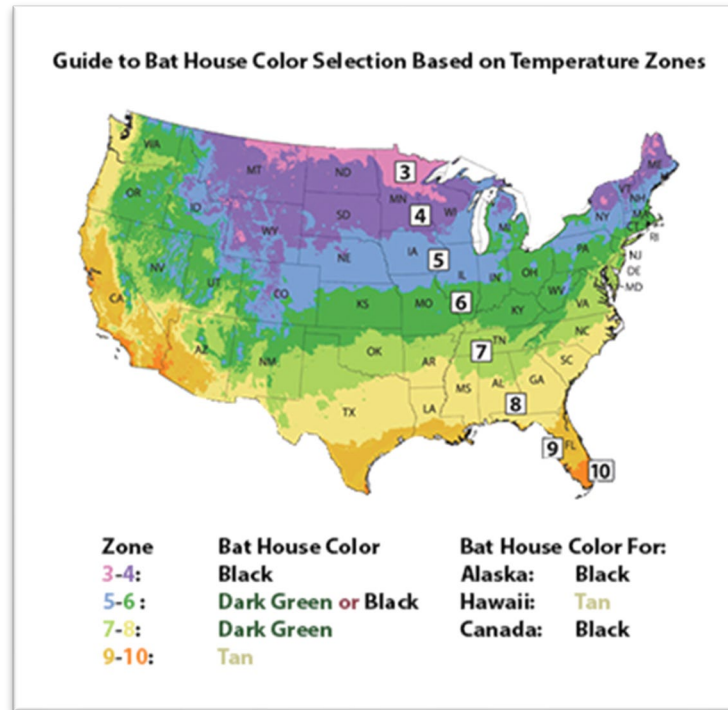 Guide to Bat House Color Selection Based on Temperature Zones
WA
MT
ND
3
MN
ME
OR
ID
SD
4
WI
VT
NH
WY
MI
NY
MA
CT
RI
NE
IA
5
IL
IN
OH
PA
NJ
DE
MD
NV
UT
CO
KS
MO
6
KY
WV
VA
CA
AZ
NM
OK
AR
7
TN
NC
SC
TX
LA
MS
AL
GA
8
9
FL
10
Zone Bat House Color
3-4: Black
5-6 : Dark Green or Black
7-8: Dark Green
9-10: Tan
Bat House Color For:
Alaska: Black
Hawaii: Tan
Canada: Black